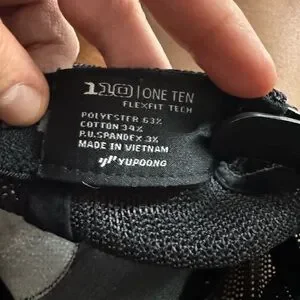 110 | ONE TEN
FLEXFIT TECH
POLYESTER 63%
COTTON 34%
P.U.SPANDEX 3%
MADE IN VIETNAM
YUPOONG